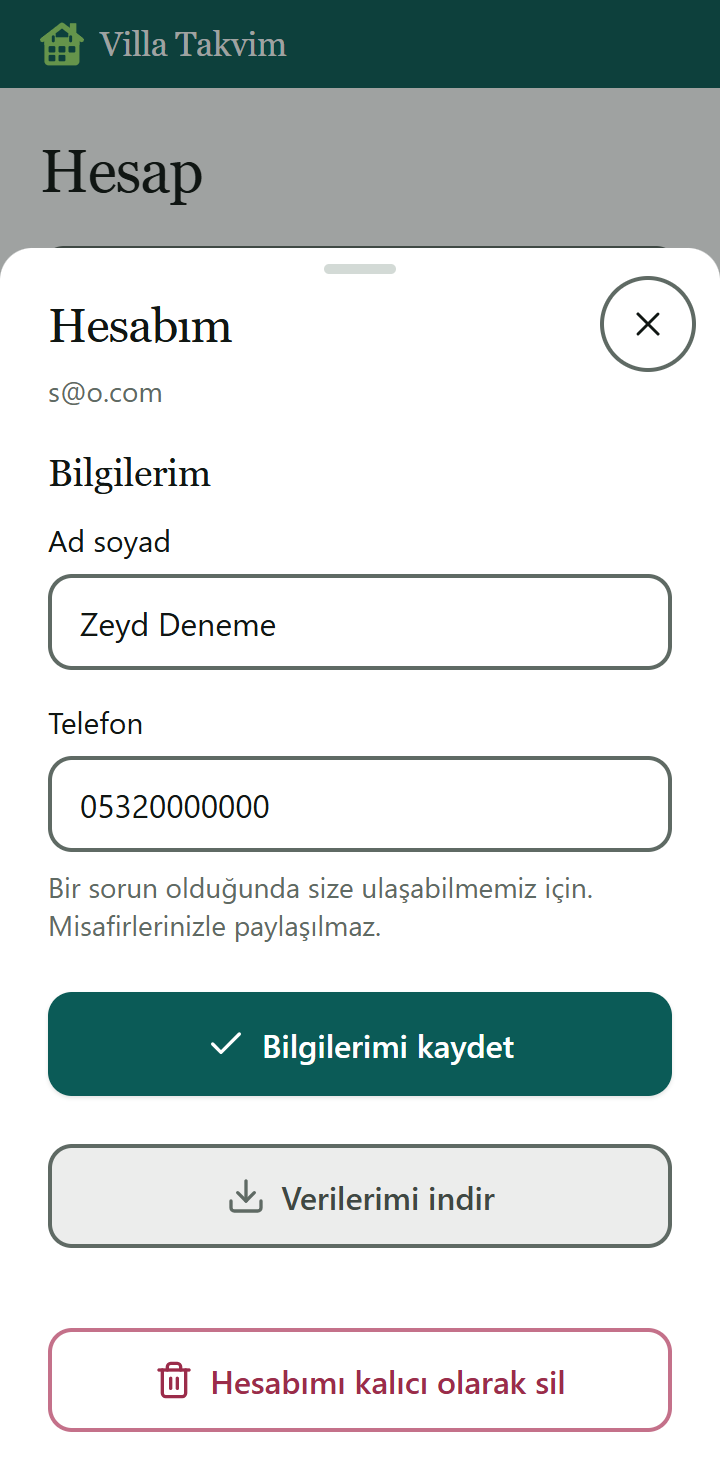 Villa Takvim
Hesap
Hesabım
s@o.com
Bilgilerim
Ad soyad
Zeyd Deneme
Telefon
05320000000
Bir sorun olduğunda size ulaşabilmemiz için.
Misafirlerinizle paylaşılmaz.
Bilgilerimi kaydet
Verilerimi indir
Hesabımı kalıcı olarak sil